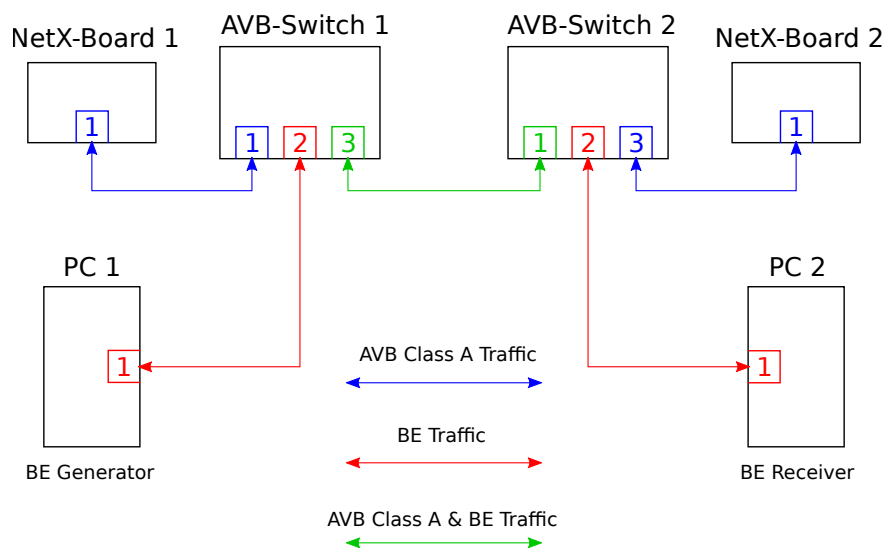 NetX-Board 1
AVB-Switch 1
AVB-Switch 2
NetX-Board 2
1
1
2
3
1
2
3
1
PC 1
PC 2
1
1
AVB Class A Traffic
BE Traffic
BE Generator
BE Receiver
AVB Class A & BE Traffic